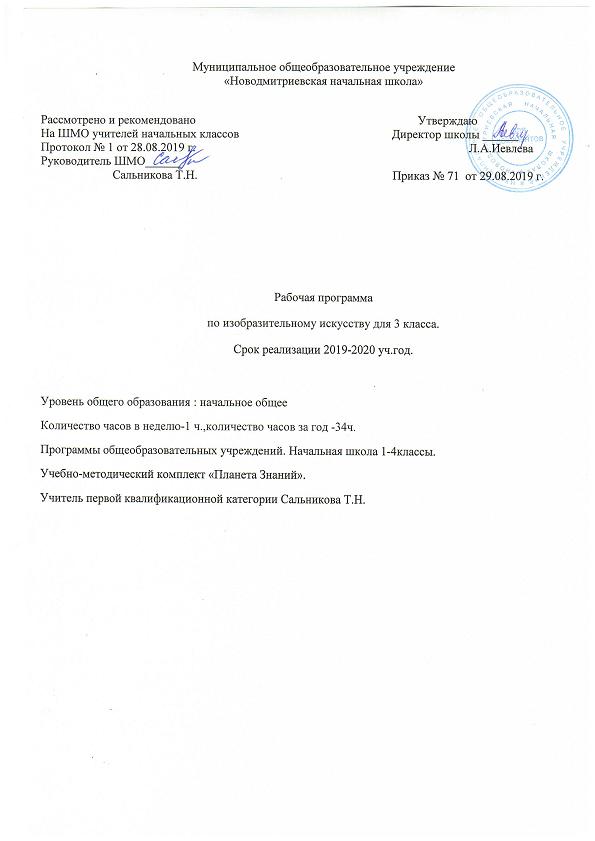 Муниципальное общеобразовательное учреждение
«Новодмитриевская начальная школа»
Рассмотрено и рекомендовано
На ШМО учителей начальных классов
Протокол № 1 от 28.08.2019 г.
Руководитель ШМО
Сальникова Т.Н.
Утверждаю
Директор школы
Л.А.Иевлева
Приказ № 71 от 29.08.2019 г.
Рабочая программа
по изобразительному искусству для 3 класса.
Срок реализации 2019-2020 уч.год.
Уровень общего образования : начальное общее
Количество часов в неделю-1 ч.,количество часов за год -34ч.
Программы общеобразовательных учреждений. Начальная школа 1-4классы.
Учебно-методический комплект «Планета Знаний».
Учитель первой квалификационной категории Сальникова Т.Н.